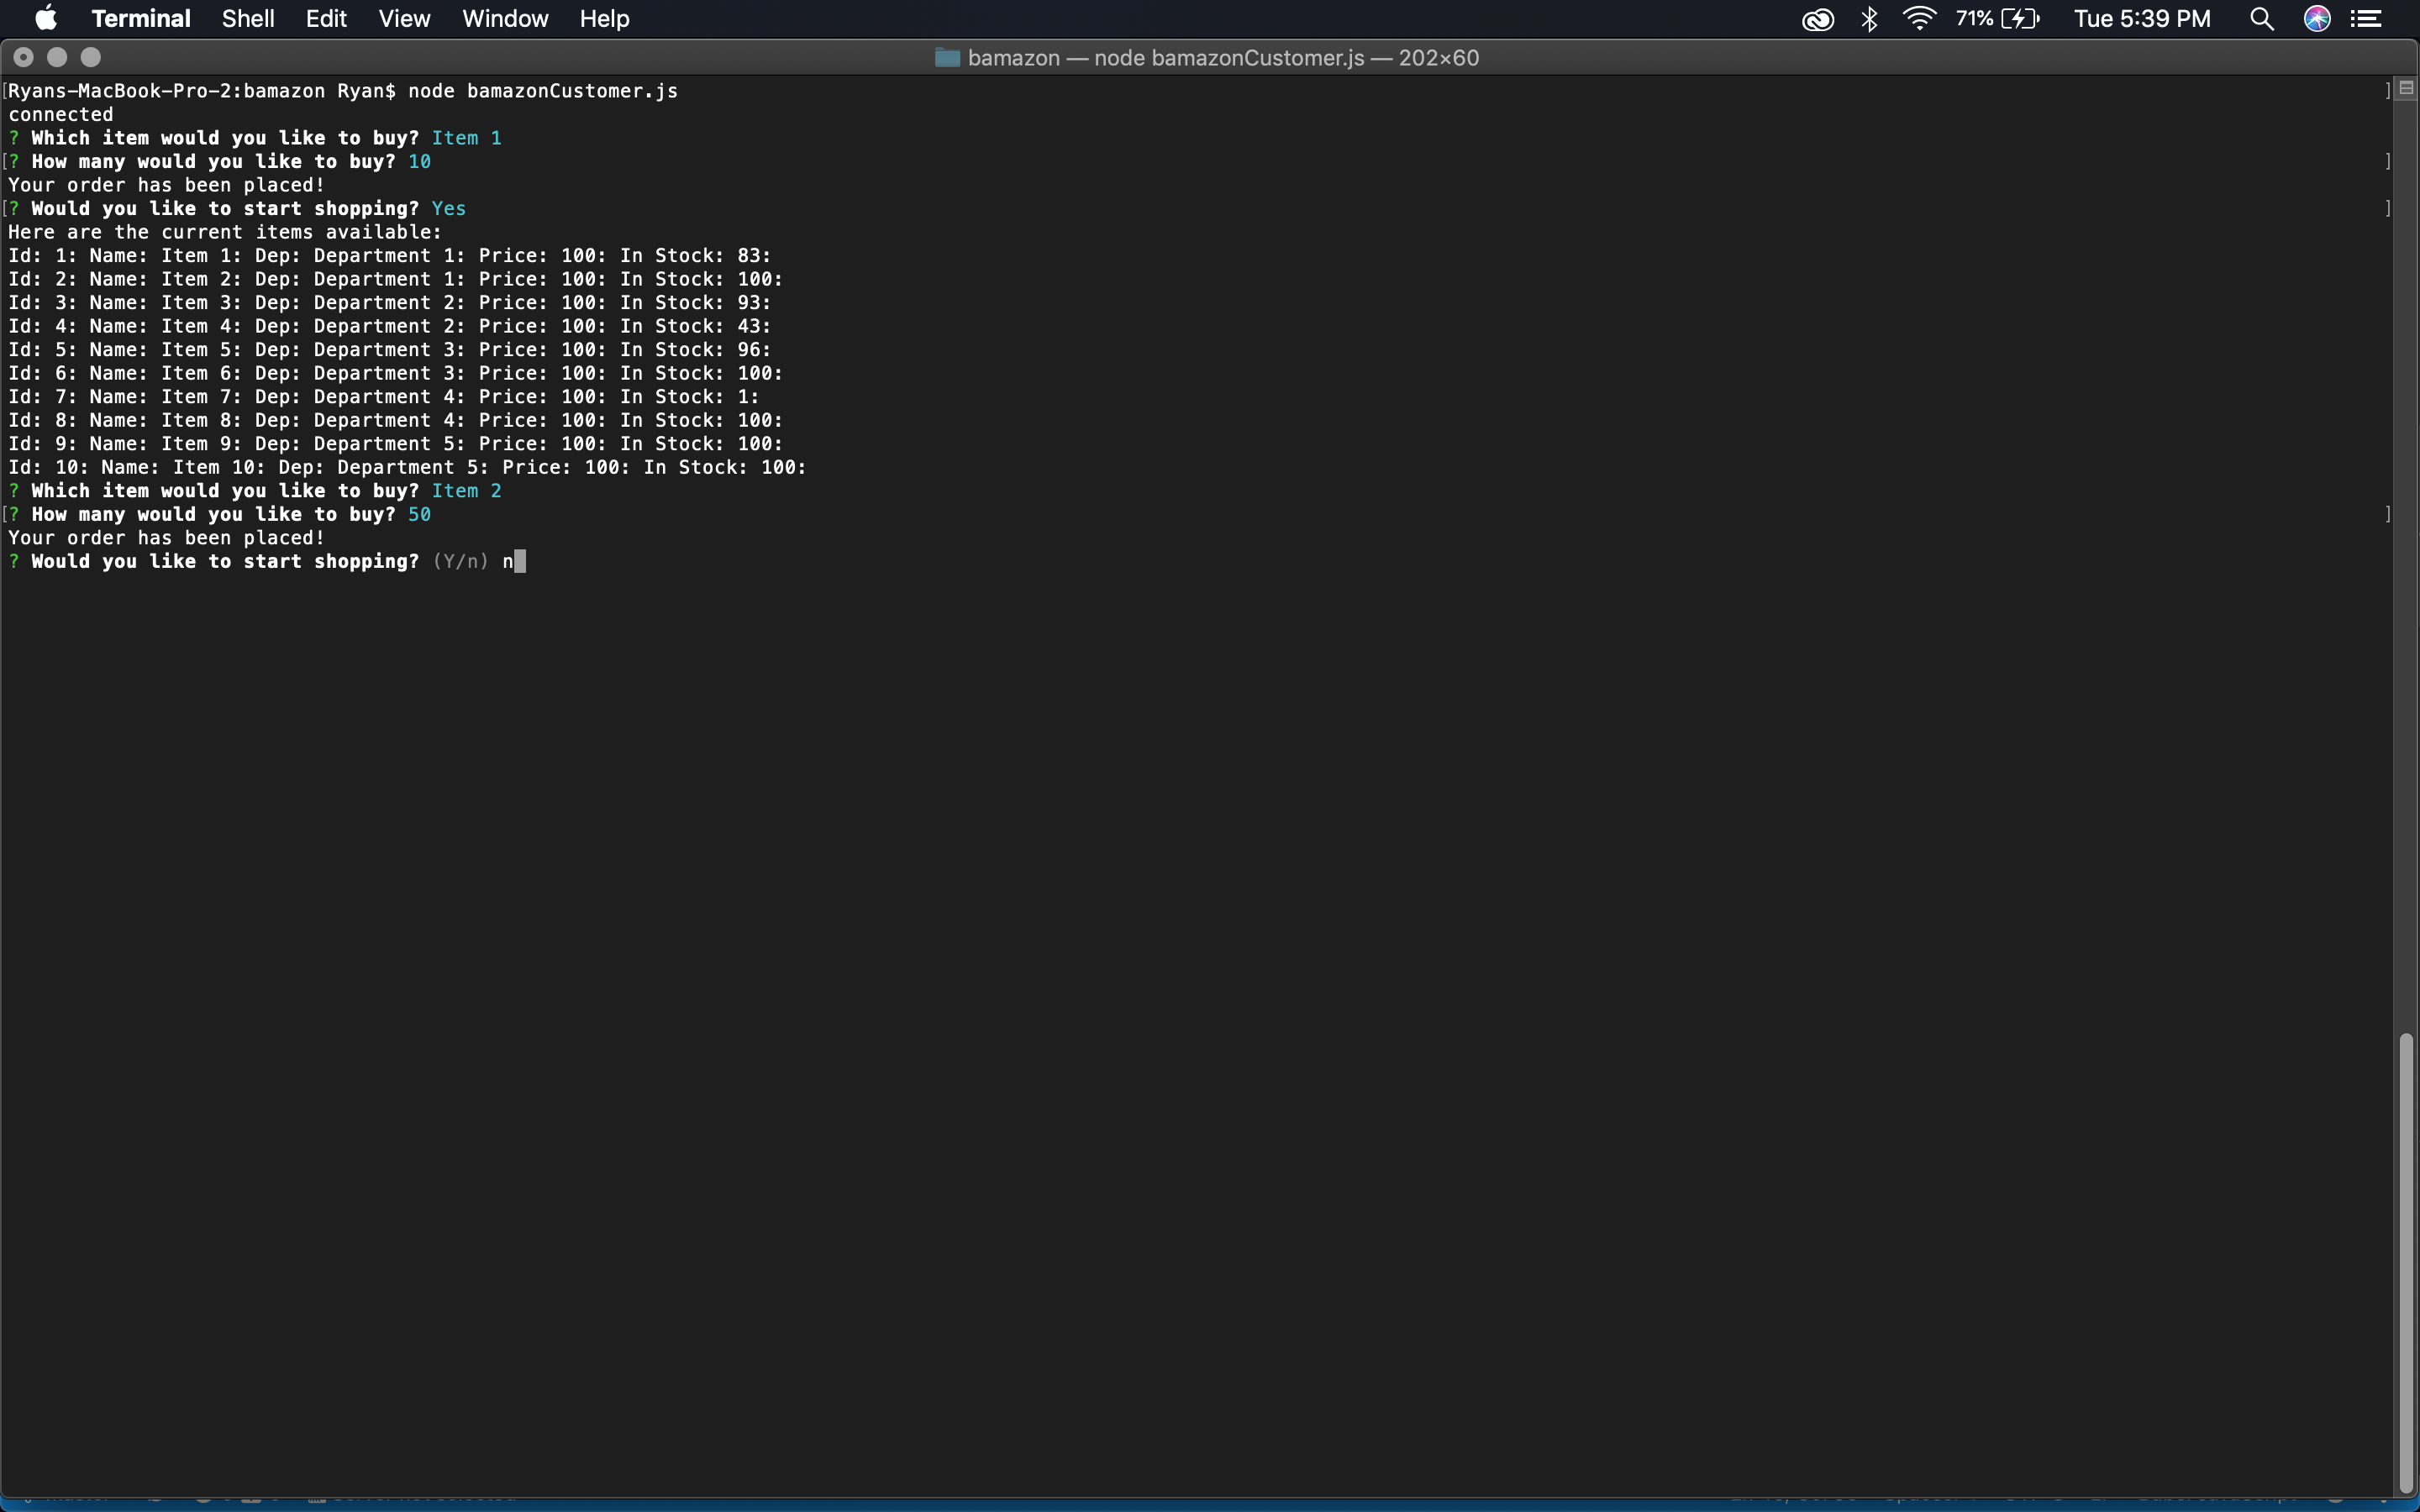 Terminal Shell Edit View Window Help 71% Tue 5:39 PM
bamazon — node bamazonCustomer.js — 202×60
[Ryans-MacBook-Pro-2:bamazon Ryan$ node bamazonCustomer.js ]
connected
? Which item would you like to buy? Item 1
[? How many would you like to buy? 10 ]
Your order has been placed!
[? Would you like to start shopping? Yes ]
Here are the current items available:
Id: 1: Name: Item 1: Dep: Department 1: Price: 100: In Stock: 83:
Id: 2: Name: Item 2: Dep: Department 1: Price: 100: In Stock: 100:
Id: 3: Name: Item 3: Dep: Department 2: Price: 100: In Stock: 93:
Id: 4: Name: Item 4: Dep: Department 2: Price: 100: In Stock: 43:
Id: 5: Name: Item 5: Dep: Department 3: Price: 100: In Stock: 96:
Id: 6: Name: Item 6: Dep: Department 3: Price: 100: In Stock: 100:
Id: 7: Name: Item 7: Dep: Department 4: Price: 100: In Stock: 1:
Id: 8: Name: Item 8: Dep: Department 4: Price: 100: In Stock: 100:
Id: 9: Name: Item 9: Dep: Department 5: Price: 100: In Stock: 100:
Id: 10: Name: Item 10: Dep: Department 5: Price: 100: In Stock: 100:
? Which item would you like to buy? Item 2
[? How many would you like to buy? 50 ]
Your order has been placed!
? Would you like to start shopping? (Y/n) n